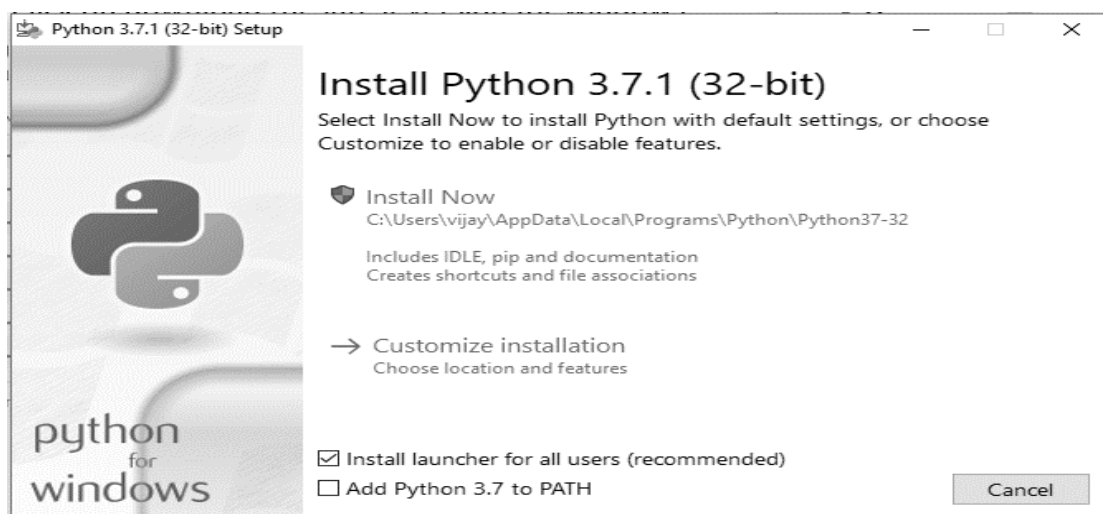 Python 3.7.1 (32-bit) Setup
Install Python 3.7.1 (32-bit)
Select Install Now to install Python with default settings, or choose
Customize to enable or disable features.
Install Now
C:\Users\vijay\AppData\Local\Programs\Python\Python37-32
Includes IDLE, pip and documentation
Creates shortcuts and file associations
Customize installation
Choose location and features
python
for
windows
Install launcher for all users (recommended)
Add Python 3.7 to PATH
Cancel